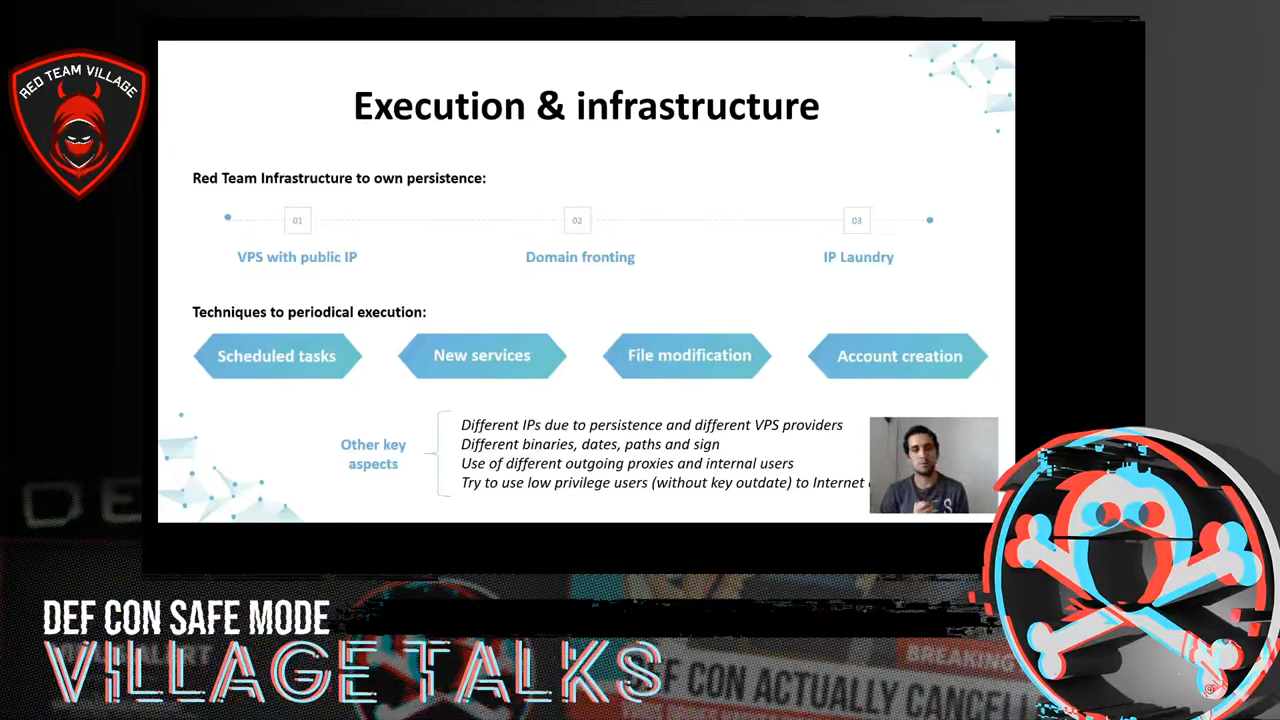 RED TEAM VILLAGE
Execution & infrastructure
Red Team Infrastructure to own persistence:
01
02
03
VPS with public IP
Domain fronting
IP Laundry
Techniques to periodical execution:
Scheduled tasks
New services
File modification
Account creation
Other key
aspects
Different IPs due to persistence and different VPS providers
Different binaries, dates, paths and sign
Use of different outgoing proxies and internal users
Try to use low privilege users (without key outdate) to Internet
DEF CON SAFE MODE
VILLAGE TALKS
BREAKING
DEF CON ACTUALLY CANCELL